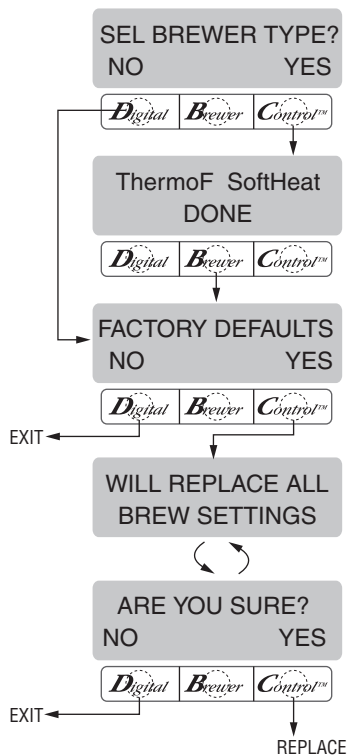 SEL BREWER TYPE?
NO YES
Digital Brewer Control™
ThermoF SoftHeat
DONE
Digital Brewer Control™
FACTORY DEFAULTS
NO YES
Digital Brewer Control™
EXIT
WILL REPLACE ALL
BREW SETTINGS
ARE YOU SURE?
NO YES
Digital Brewer Control™
EXIT
REPLACE